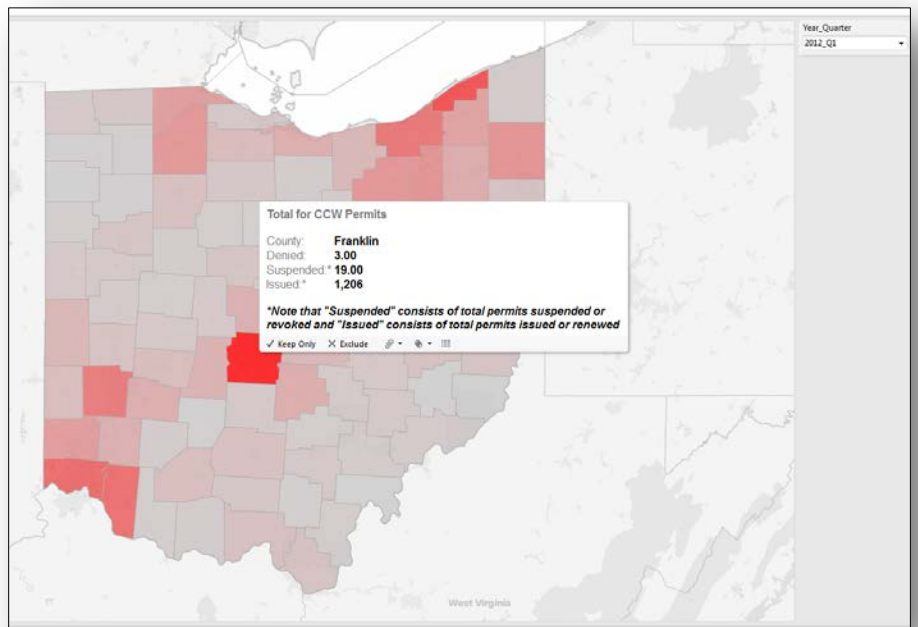 Year_Quarter
2012_Q1
Total for CCW Permits
County: Franklin
Denied: 3.00
Suspended:* 19.00
Issued:* 1,206
*Note that "Suspended" consists of total permits suspended or
revoked and "Issued" consists of total permits issued or renewed
Keep Only Exclude
West Virginia